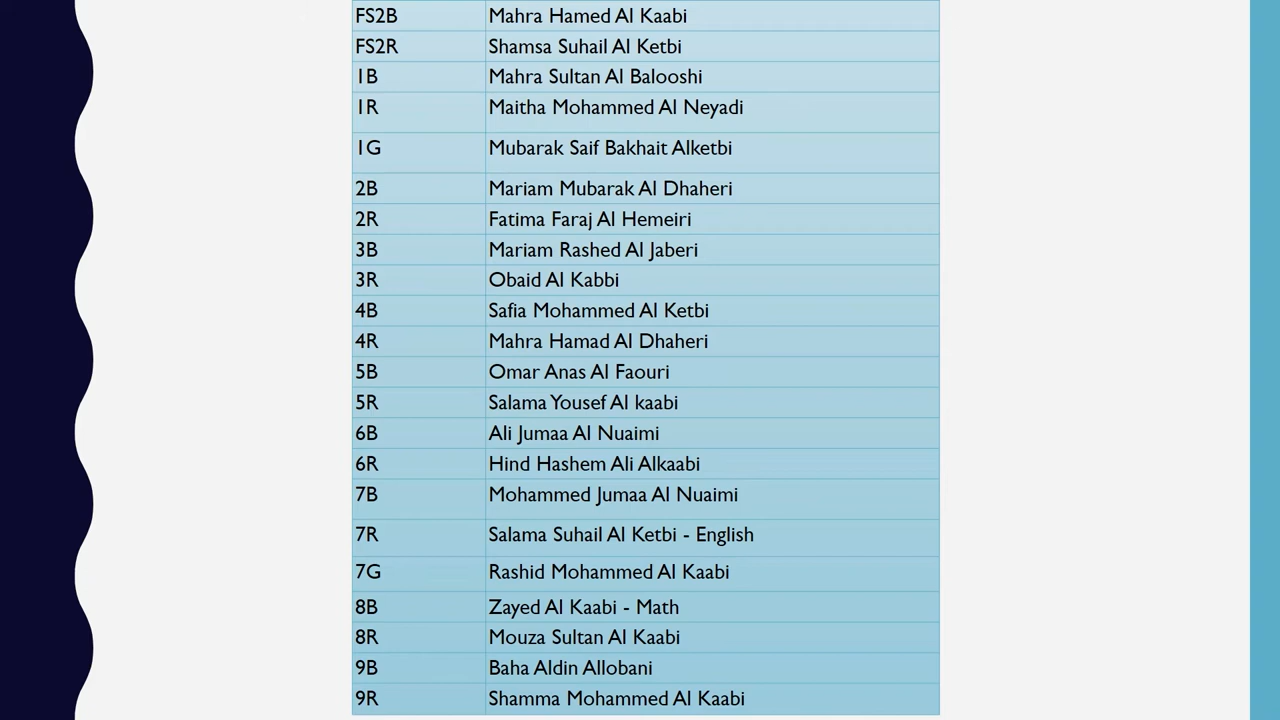 FS2B Mahra Hamed Al Kaabi
FS2R Shamsa Suhail Al Ketbi
1B Mahra Sultan Al Balooshi
1R Maitha Mohammed Al Neyadi
1G Mubarak Saif Bakhait Alketbi
2B Mariam Mubarak Al Dhaheri
2R Fatima Faraj Al Hemeiri
3B Mariam Rashed Al Jaberi
3R Obaid Al Kabbi
4B Safia Mohammed Al Ketbi
4R Mahra Hamad Al Dhaheri
5B Omar Anas Al Faouri
5R Salama Yousef Al kaabi
6B Ali Jumaa Al Nuaimi
6R Hind Hashem Ali Alkaabi
7B Mohammed Jumaa Al Nuaimi
7R Salama Suhail Al Ketbi - English
7G Rashid Mohammed Al Kaabi
8B Zayed Al Kaabi - Math
8R Mouza Sultan Al Kaabi
9B Baha Aldin Allobani
9R Shamma Mohammed Al Kaabi